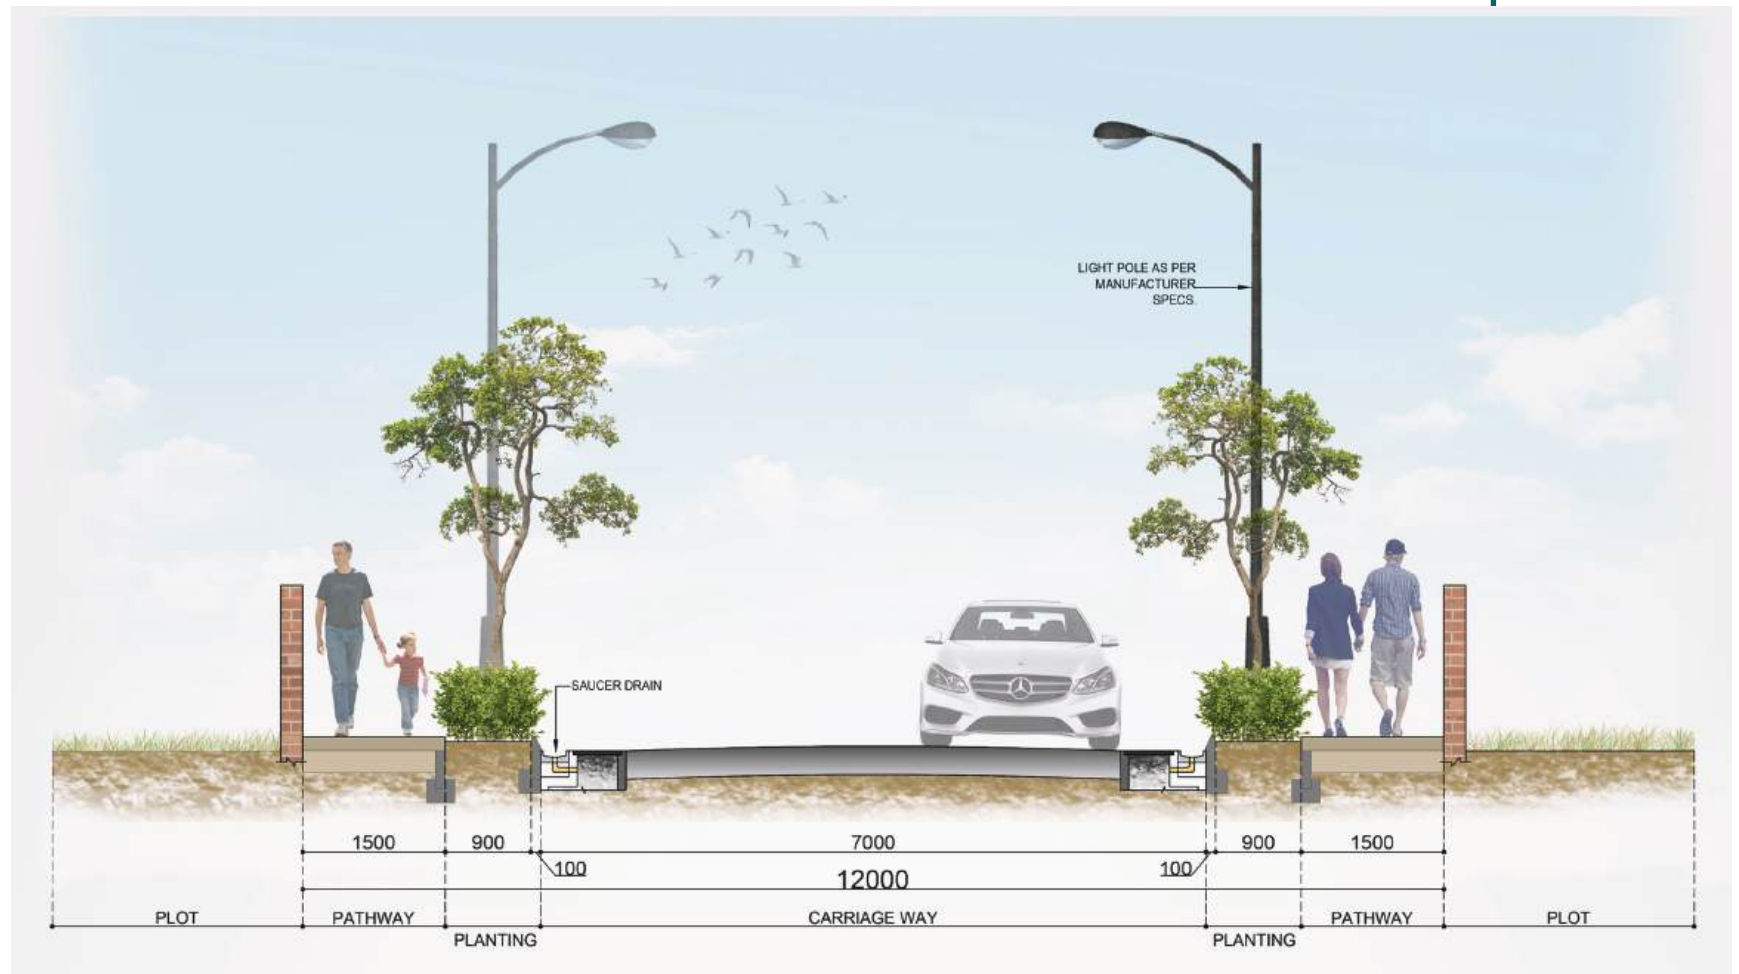 LIGHT POLE AS PER
MANUFACTURER
SPECS.
SAUCER DRAIN
1500
900
7000
900
1500
100
100
12000
PLOT
PATHWAY
CARRIAGE WAY
PATHWAY
PLOT
PLANTING
PLANTING